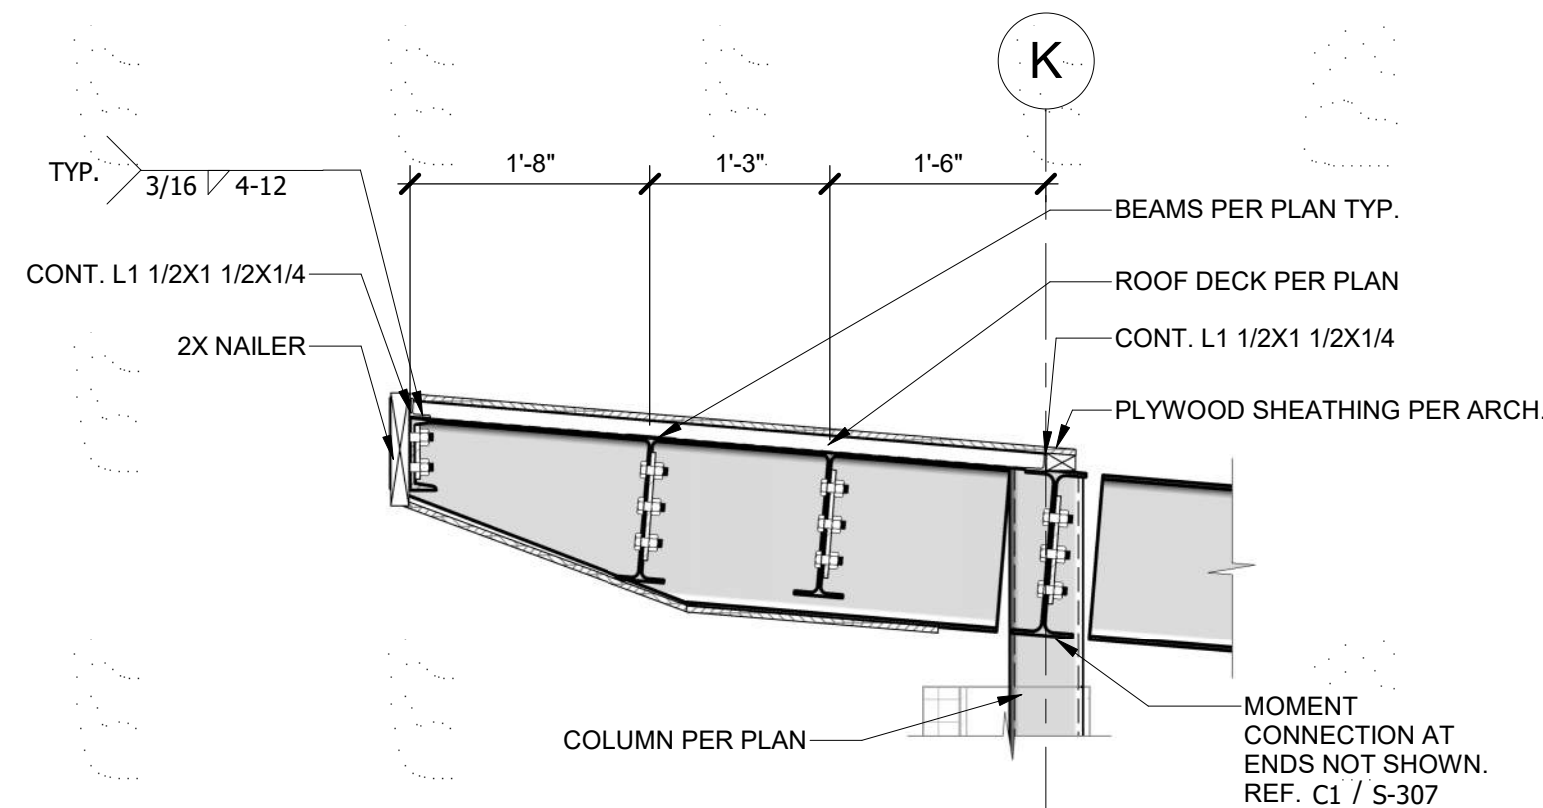 K
1'-8"
1'-3"
1'-6"
TYP.
3/16 4-12
BEAMS PER PLAN TYP.
CONT. L1 1/2X1 1/2X1/4
ROOF DECK PER PLAN
2X NAILER
CONT. L1 1/2X1 1/2X1/4
PLYWOOD SHEATHING PER ARCH.
COLUMN PER PLAN
MOMENT
CONNECTION AT
ENDS NOT SHOWN.
REF. C1 / S-307